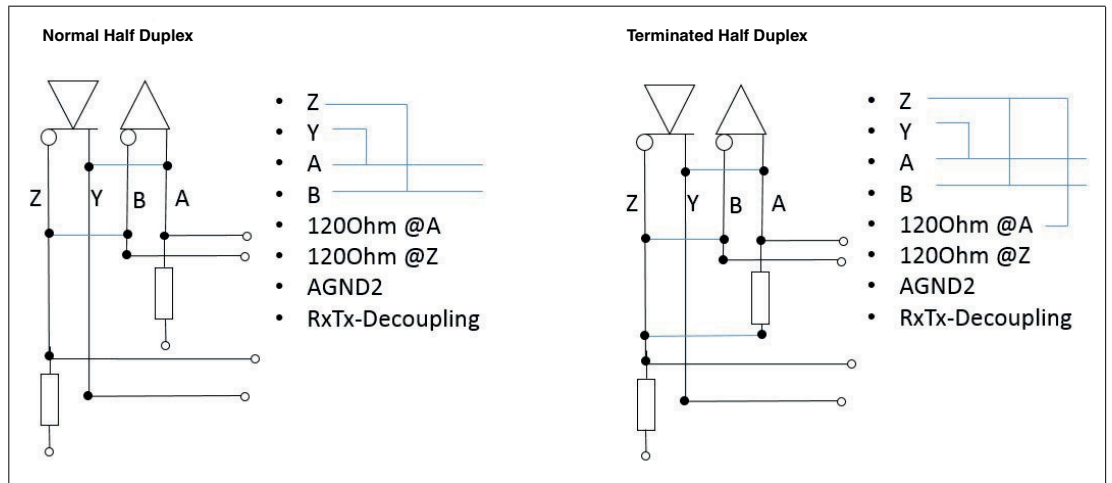 Normal Half Duplex
Z Y B A
• Z
• Y
• A
• B
• 120Ohm @A
• 120Ohm @Z
• AGND2
• RxTx-Decoupling
Terminated Half Duplex
Z Y B A
• Z
• Y
• A
• B
• 120Ohm @A
• 120Ohm @Z
• AGND2
• RxTx-Decoupling